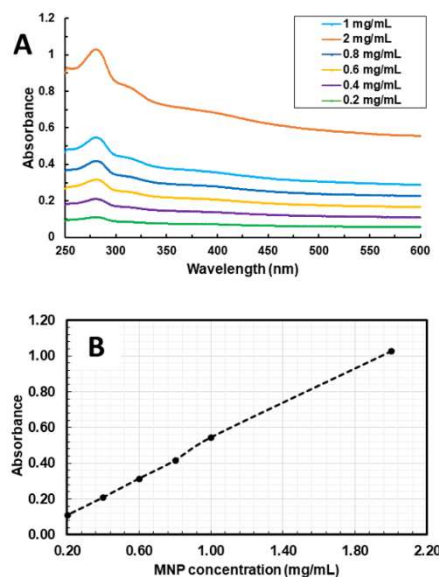 A
1 mg/mL
2 mg/mL
0.8 mg/mL
0.6 mg/mL
0.4 mg/mL
0.2 mg/mL
Absorbance
1.2
1
0.8
0.6
0.4
0.2
0
250 300 350 400 450 500 550 600
Wavelength (nm)
B
Absorbance
1.20
1.00
0.80
0.60
0.40
0.20
0.00
0.20 0.60 1.00 1.40 1.80 2.20
MNP concentration (mg/mL)